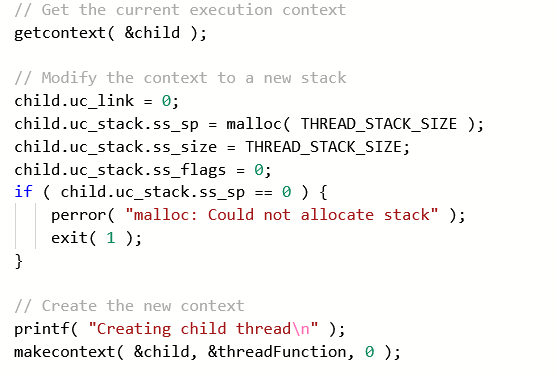 // Get the current execution context
getcontext( &child );
// Modify the context to a new stack
child.uc_link = 0;
child.uc_stack.ss_sp = malloc( THREAD_STACK_SIZE );
child.uc_stack.ss_size = THREAD_STACK_SIZE;
child.uc_stack.ss_flags = 0;
if ( child.uc_stack.ss_sp == 0 ) {
perror( "malloc: Could not allocate stack" );
exit( 1 );
}
// Create the new context
printf( "Creating child thread\n" );
makecontext( &child, &threadFunction, 0 );